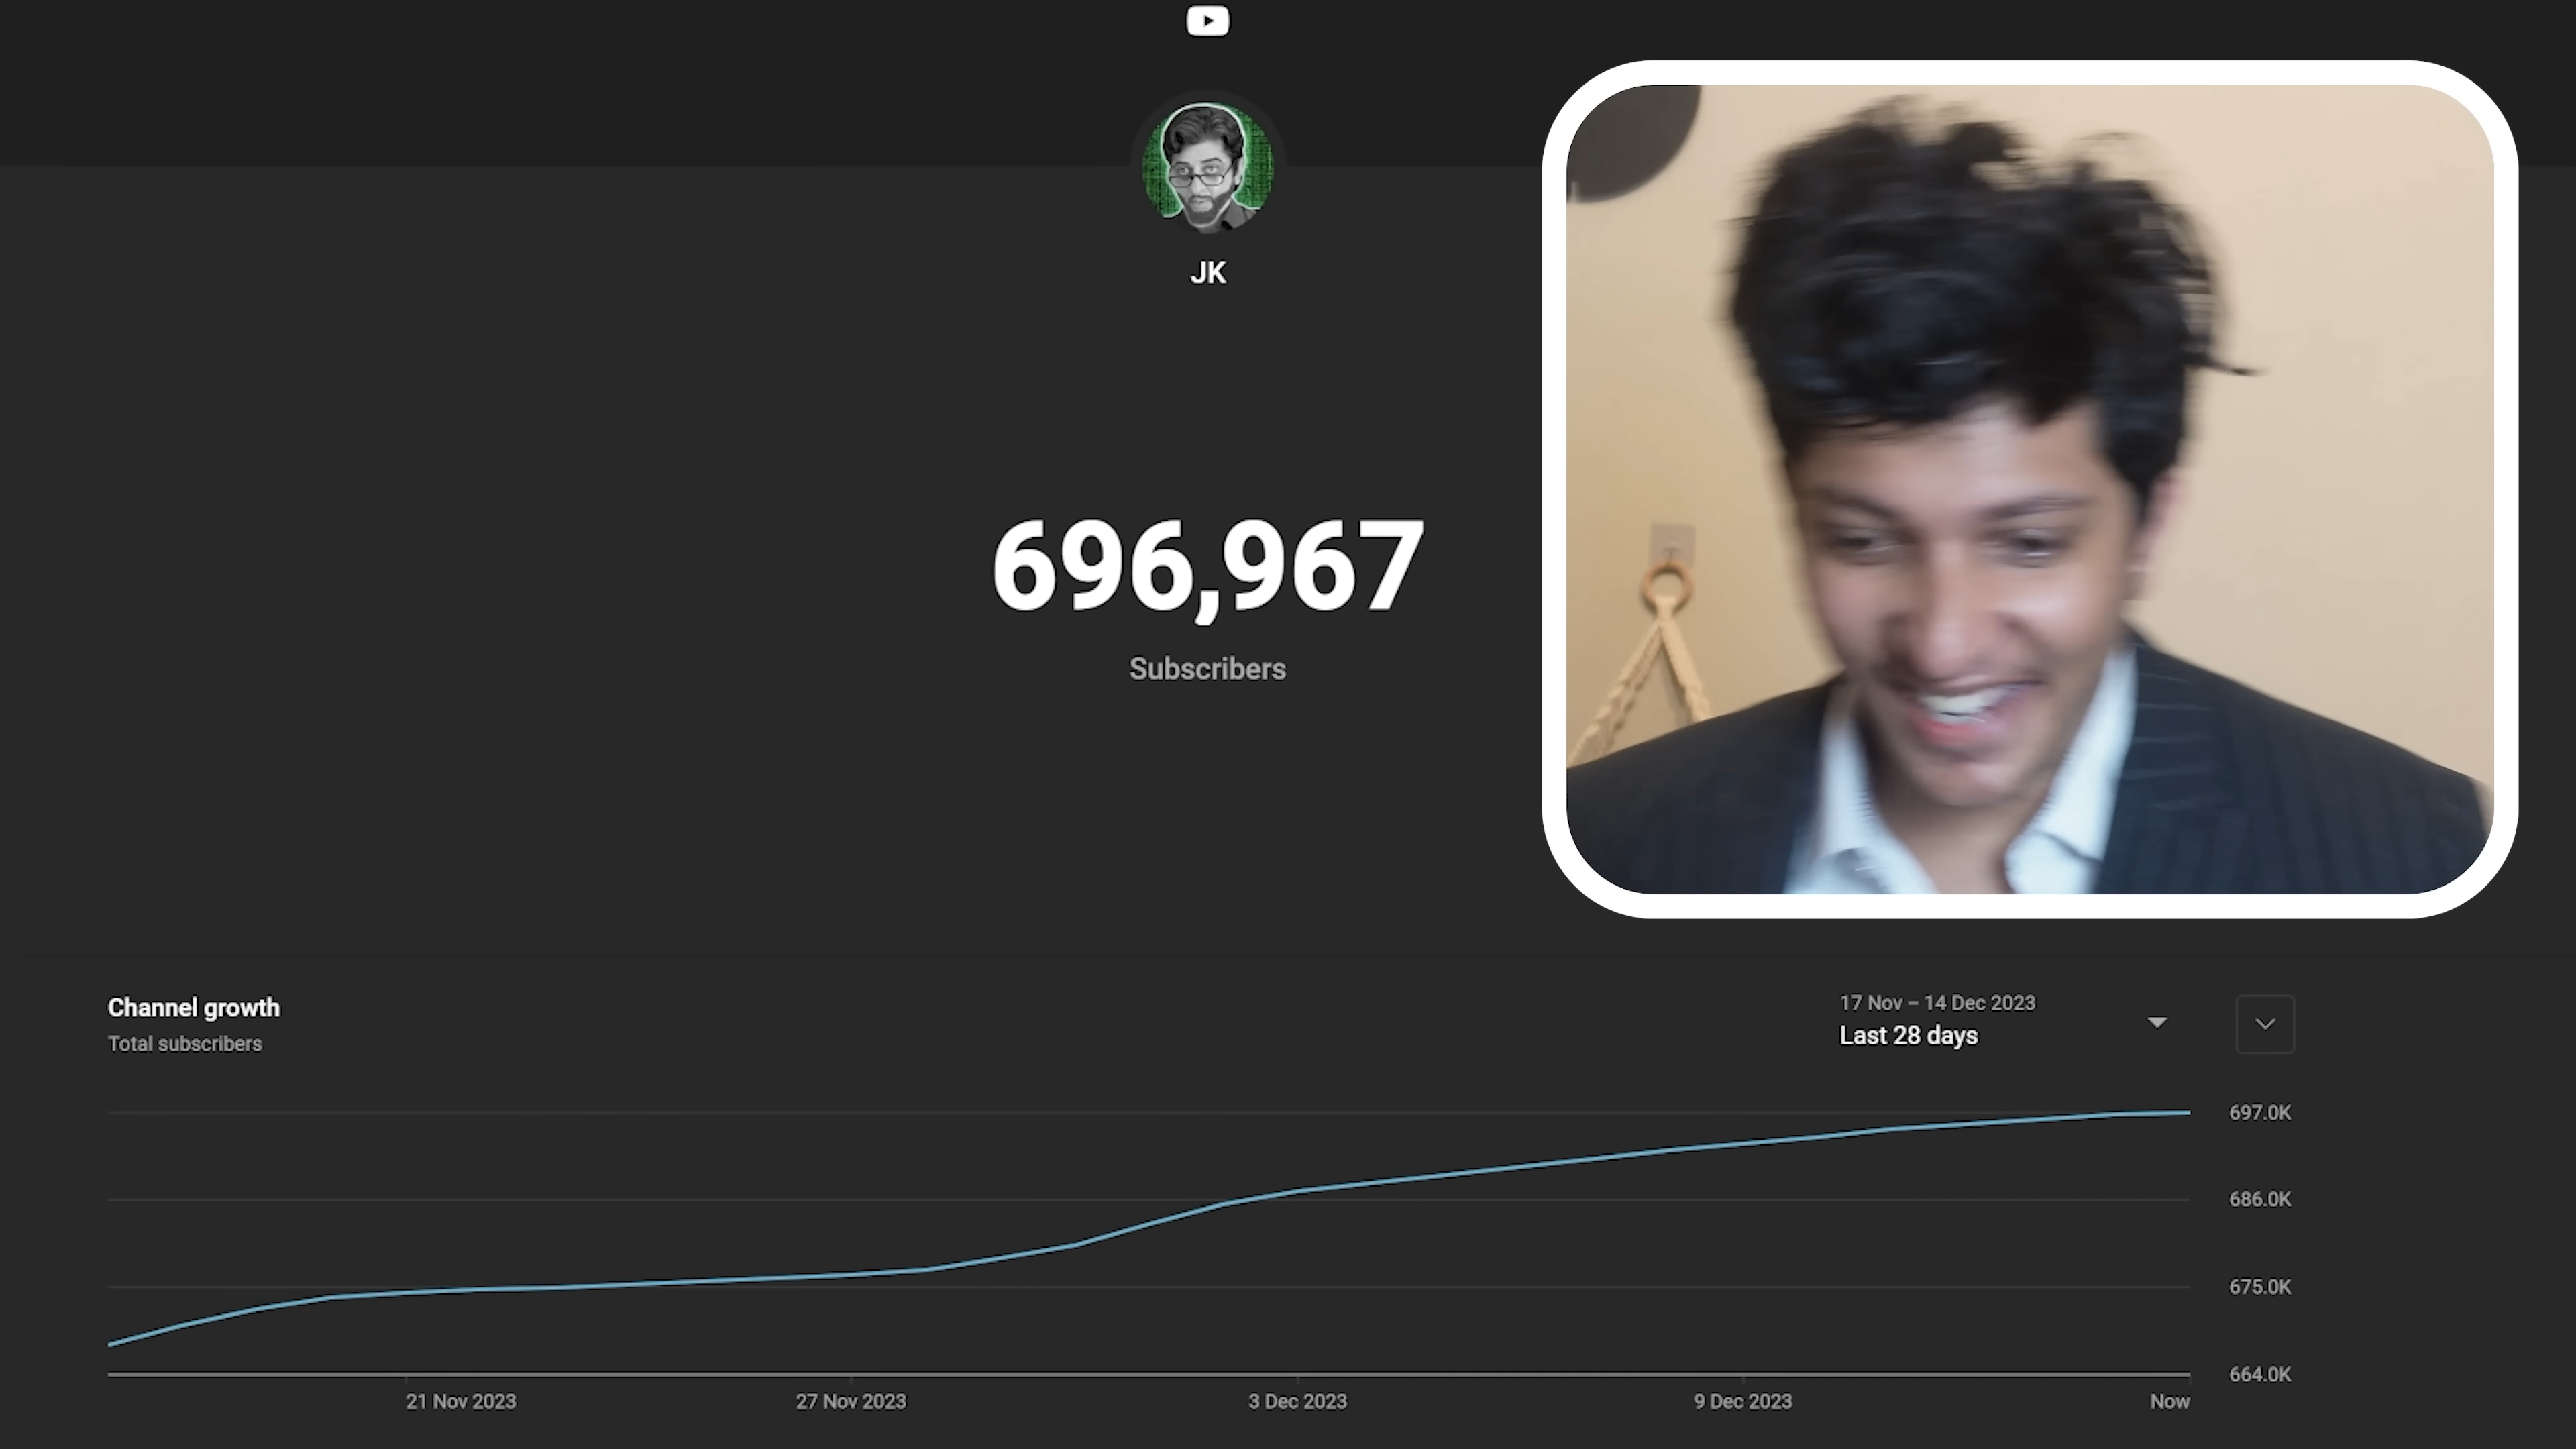 JK
696,967
Subscribers
Channel growth
Total subscribers
17 Nov – 14 Dec 2023
Last 28 days
697.0K
686.0K
675.0K
664.0K
21 Nov 2023
27 Nov 2023
3 Dec 2023
9 Dec 2023
Now